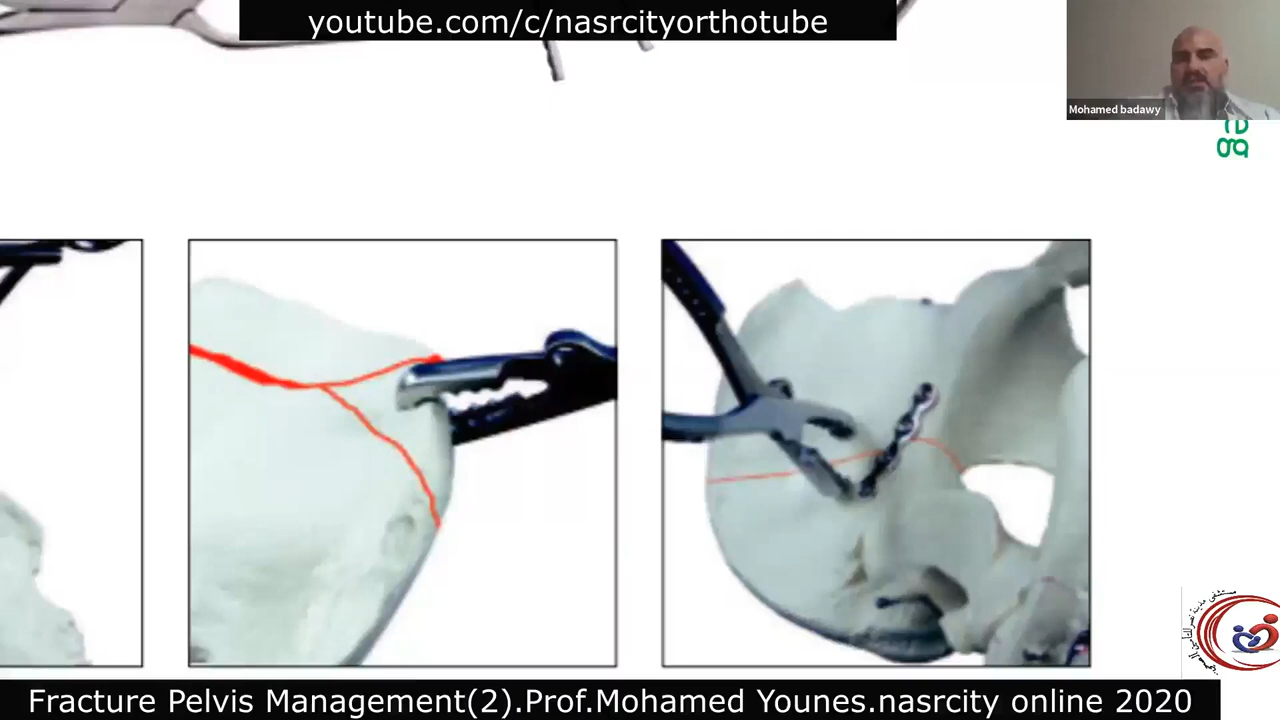 youtube.com/c/nasrcityorthotube
Mohamed badawy
Fracture Pelvis Management(2).Prof.Mohamed Younes.nasrcity online 2020